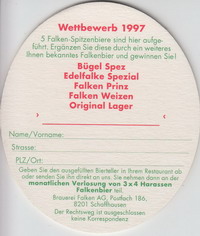 Wettbewerb 1997
5 Falken-Spitzenbiere sind hier aufge-
führt. Ergänzen Sie diese durch ein weiteres
Ihnen bekanntes Falkenbier und gewinnen Sie!
Bügel Spez
Edelfalke Spezial
Falken Prinz
Falken Weizen
Original Lager
Name/Vorname:
Strasse:
PLZ/Ort:
Geben Sie den ausgefüllten Bierteller in Ihrem Restaurant ab
oder senden Sie ihn direkt an uns. Sie nehmen dann an der
monatlichen Verlosung von 3x4 Harassen
Falkenbier teil.
Brauerei Falken AG, Postfach 186,
8201 Schaffhausen
Der Rechtsweg ist ausgeschlossen
keine Korrespondenz